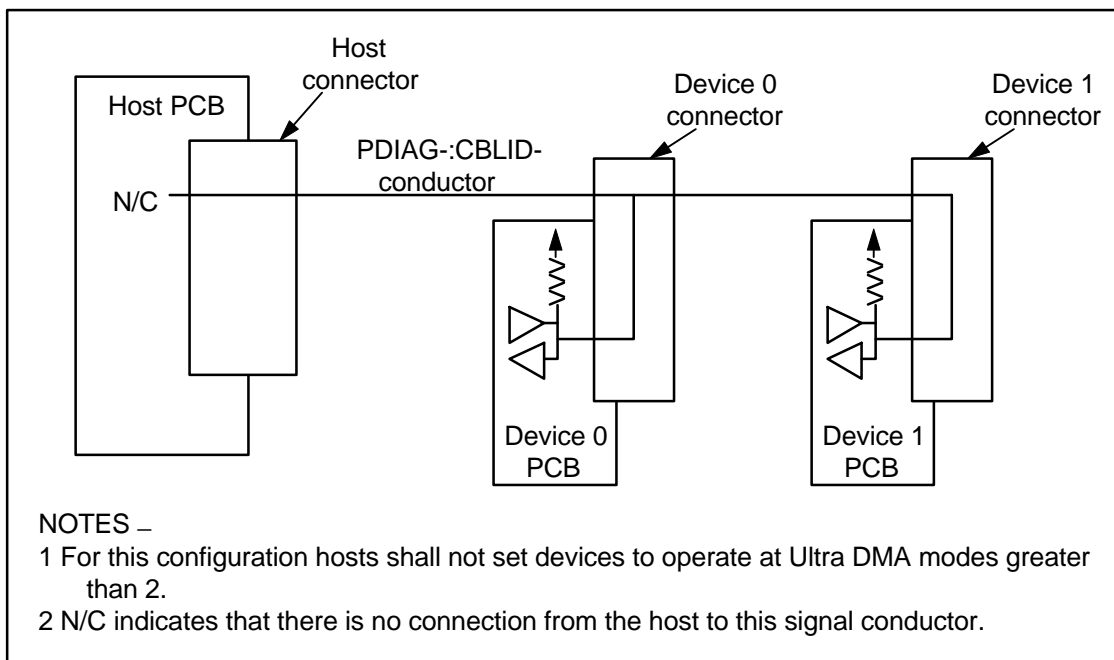 Host
connector
Device 0
connector
Device 1
connector
Host PCB
PDIAG-:CBLID-
conductor
N/C
Device 0
PCB
Device 1
PCB
NOTES –
1 For this configuration hosts shall not set devices to operate at Ultra DMA modes greater
than 2.
2 N/C indicates that there is no connection from the host to this signal conductor.